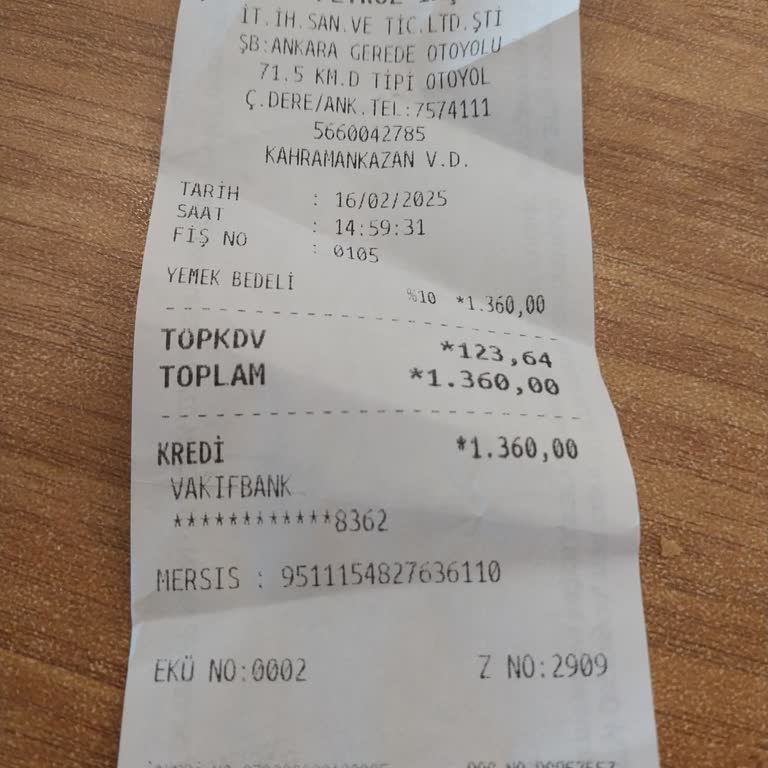 İT.İH.SAN.VE TİC.LTD.ŞTİ
ŞB:ANKARA GEREDE OTOYOLU
71.5 KM.D TİPİ OTOYOL
Ç.DERE/ANK.TEL:7574111
5660042785
KAHRAMANKAZAN V.D.
TARİH : 16/02/2025
SAAT : 14:59:31
FİŞ NO : 0105
YEMEK BEDELİ %10 *1.360,00
TOPKDV *123,64
TOPLAM *1.360,00
KREDİ *1.360,00
VAKIFBANK
************8362
MERSIS : 9511154827636110
EKÜ NO:0002 Z NO:2909